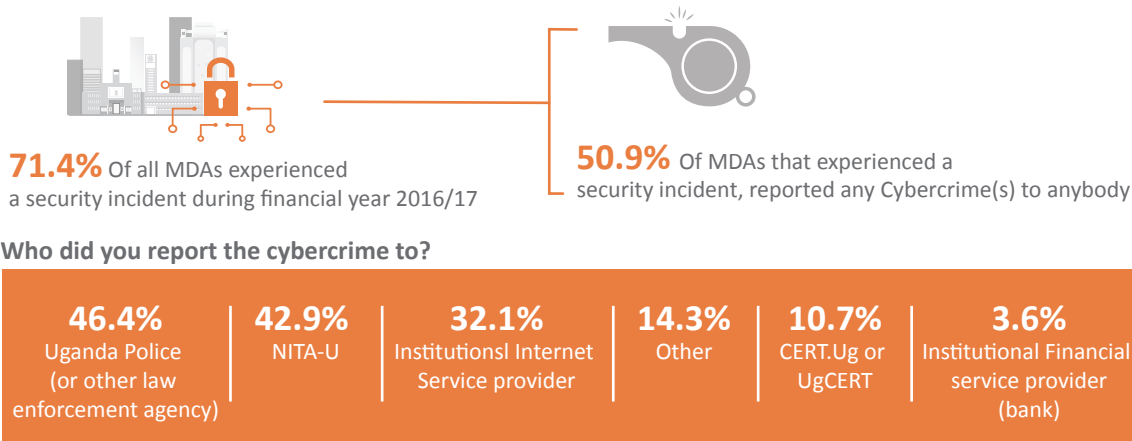 71.4% Of all MDAs experienced
a security incident during financial year 2016/17
50.9% Of MDAs that experienced a
security incident, reported any Cybercrime(s) to anybody
Who did you report the cybercrime to?
46.4%
Uganda Police
(or other law
enforcement agency)
42.9%
NITA-U
32.1%
Institutionsl Internet
Service provider
14.3%
Other
10.7%
CERT.Ug or
UgCERT
3.6%
Institutional Financial
service provider
(bank)